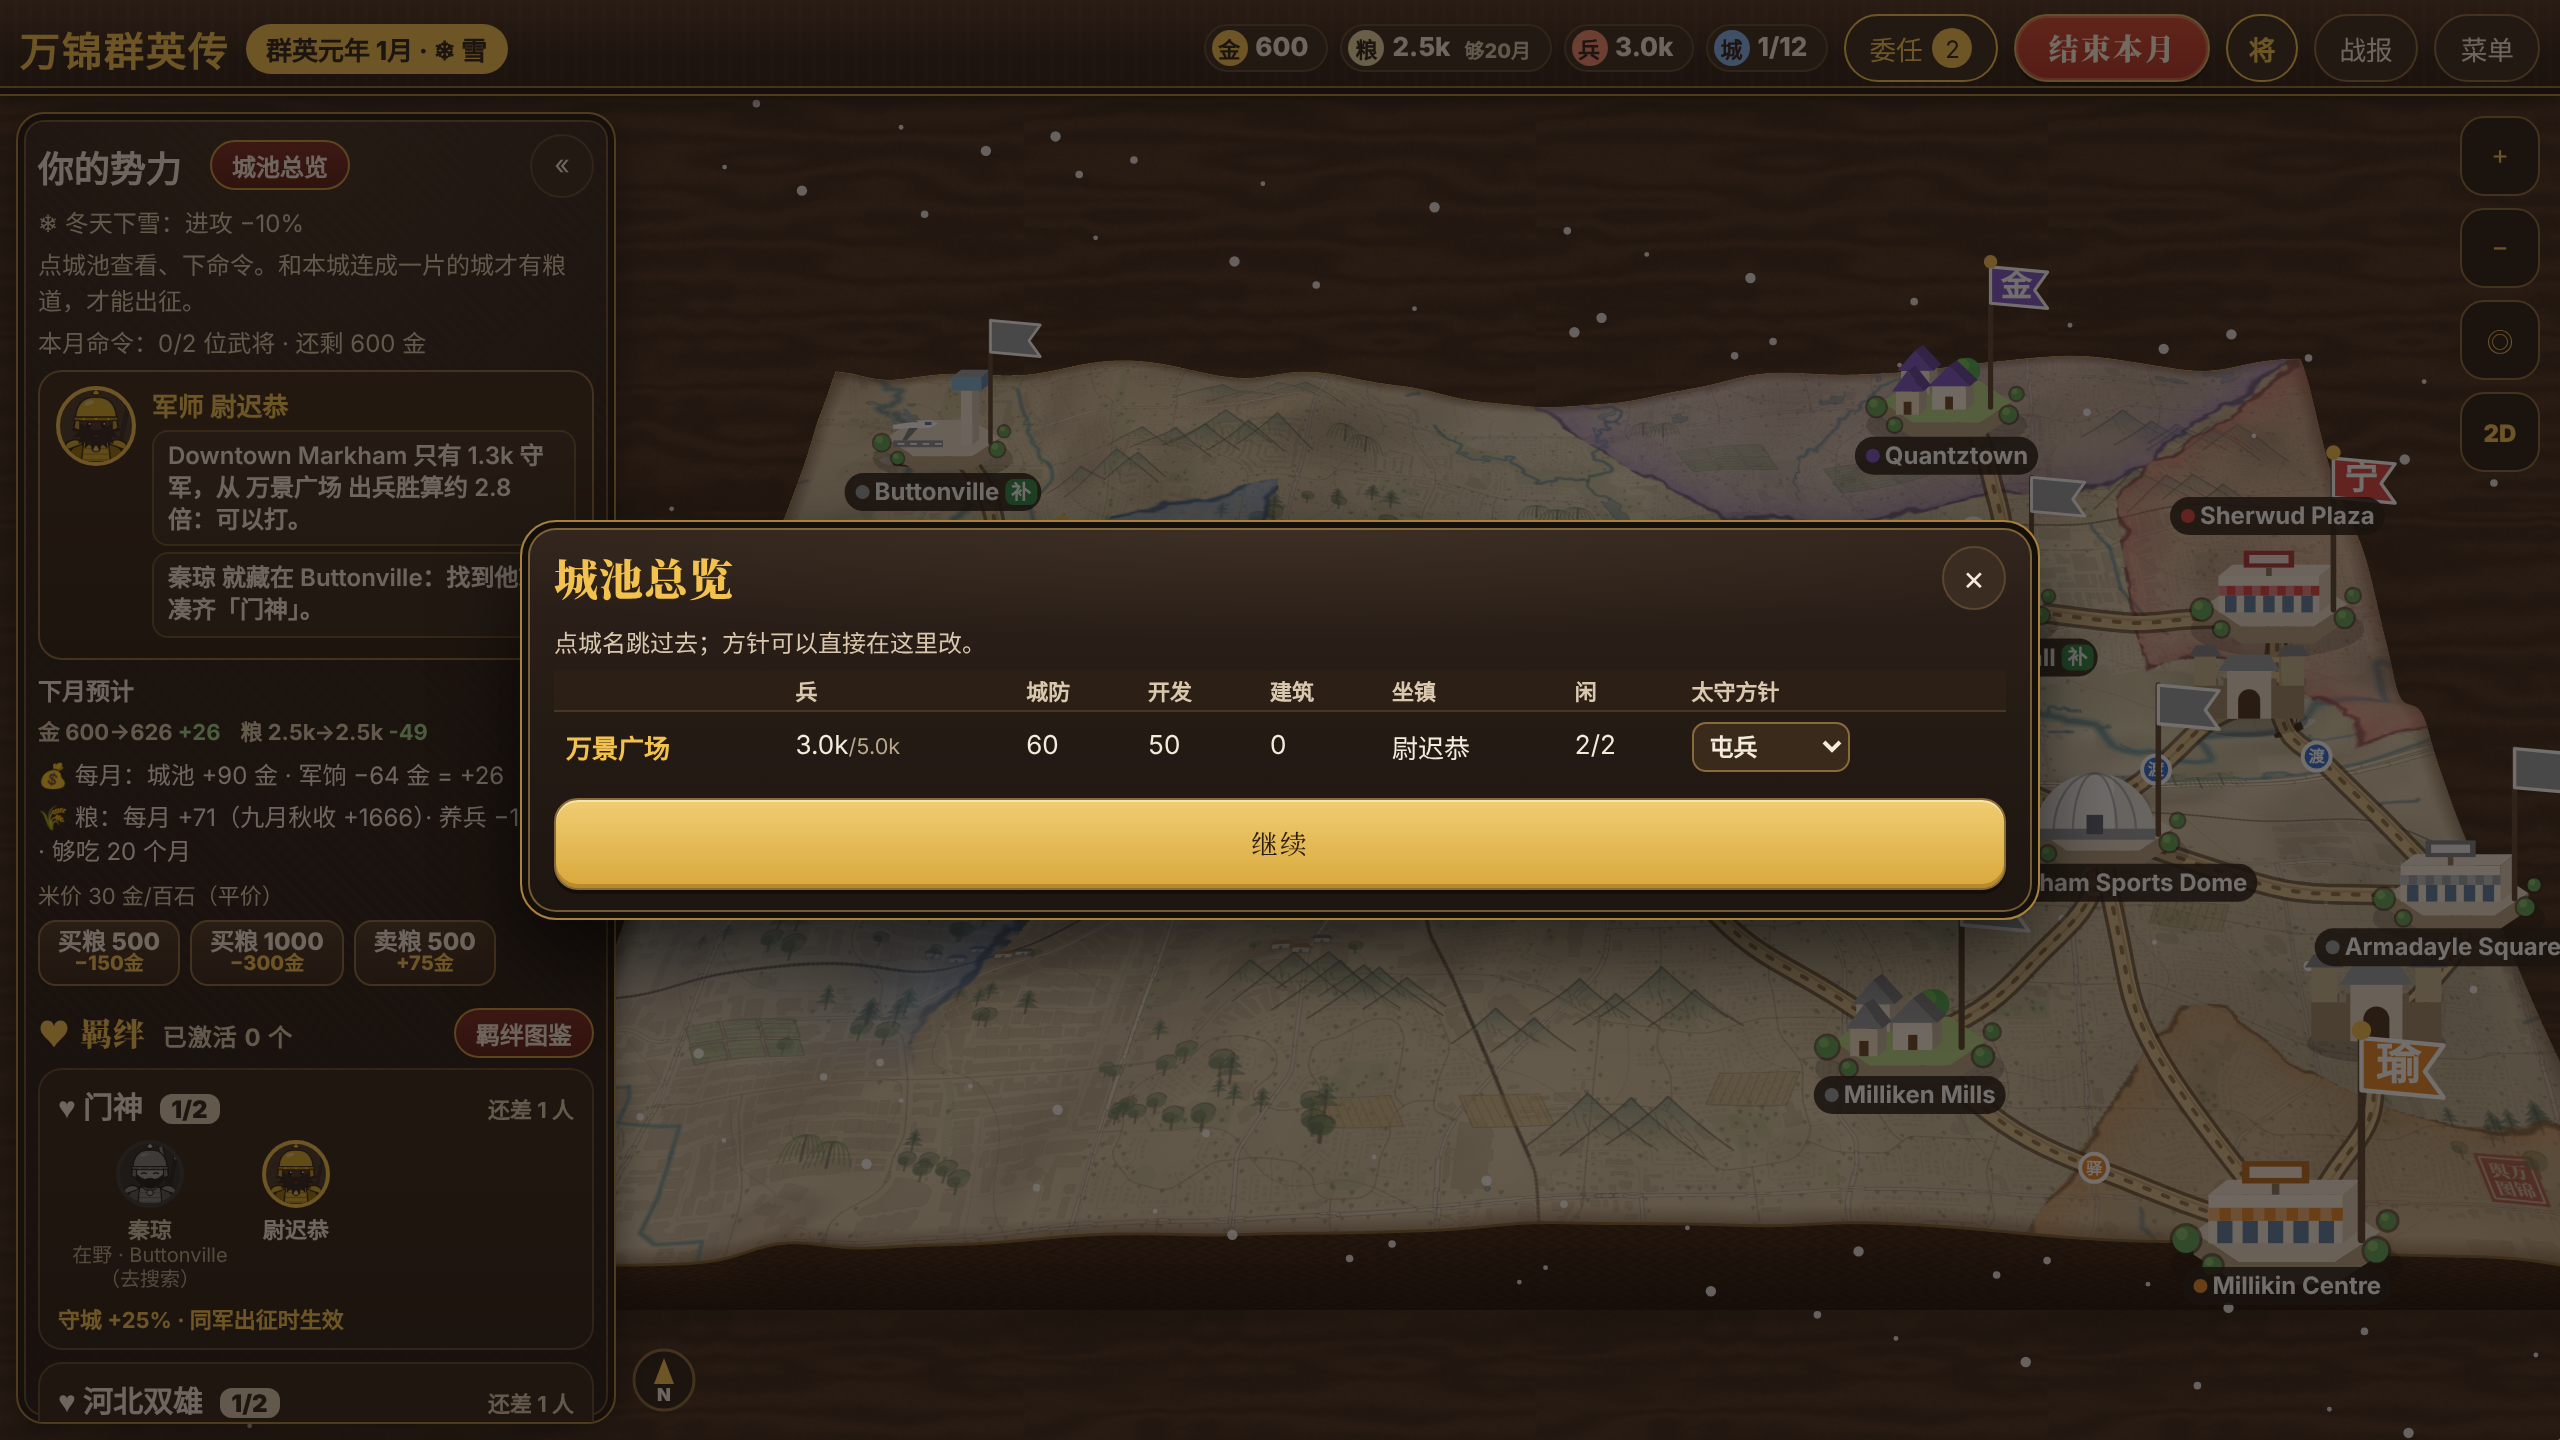 万锦群英传
群英元年 1月 · ❄ 雪
金 600
粮 2.5k 够20月
兵 3.0k
城 1/12
委任 2
结束本月
将
战报
菜单
你的势力
城池总览
«
❄ 冬天下雪：进攻 −10%
点城池查看、下命令。和本城连成一片的城才有粮
道，才能出征。
本月命令：0/2 位武将 · 还剩 600 金
军师 尉迟恭
Downtown Markham 只有 1.3k 守
军，从 万景广场 出兵胜算约 2.8
倍：可以打。
秦琼 就藏在 Buttonville：找到他
凑齐「门神」。
下月预计
金 600→626 +26 粮 2.5k→2.5k -49
每月：城池 +90 金 · 军饷 −64 金 = +26
粮：每月 +71（九月秋收 +1666）· 养兵 −1
· 够吃 20 个月
米价 30 金/百石（平价）
买粮 500
−150金
买粮 1000
−300金
卖粮 500
+75金
♥ 羁绊 已激活 0 个
羁绊图鉴
♥ 门神 1/2
还差 1 人
秦琼
在野 · Buttonville
（去搜索）
尉迟恭
守城 +25% · 同军出征时生效
♥ 河北双雄 1/2
还差 1 人
城池总览
×
点城名跳过去；方针可以直接在这里改。
兵 城防 开发 建筑 坐镇 闲 太守方针
万景广场 3.0k/5.0k 60 50 0 尉迟恭 2/2 屯兵
继续
+
−
◎
2D
金
Quantztown
Buttonville 补
宁
Sherwud Plaza
ll 补
渡
渡
ham Sports Dome
Armadayle Square
瑜
Milliken Mills
驿
舆万
图锦
Millikin Centre
N